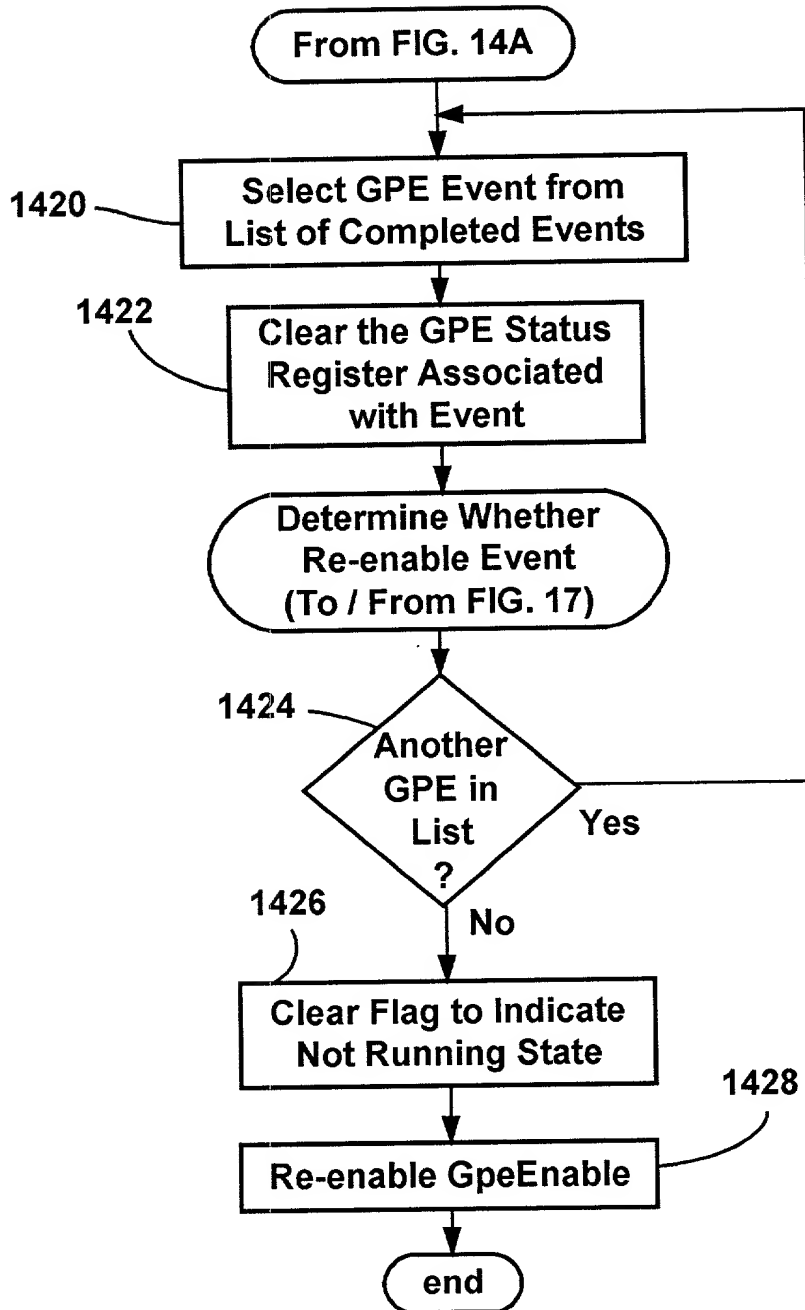 From FIG. 14A
1420
Select GPE Event from
List of Completed Events
1422
Clear the GPE Status
Register Associated
with Event
Determine Whether
Re-enable Event
(To / From FIG. 17)
1424
Another
GPE in
List
?
Yes
No
1426
Clear Flag to Indicate
Not Running State
1428
Re-enable GpeEnable
end